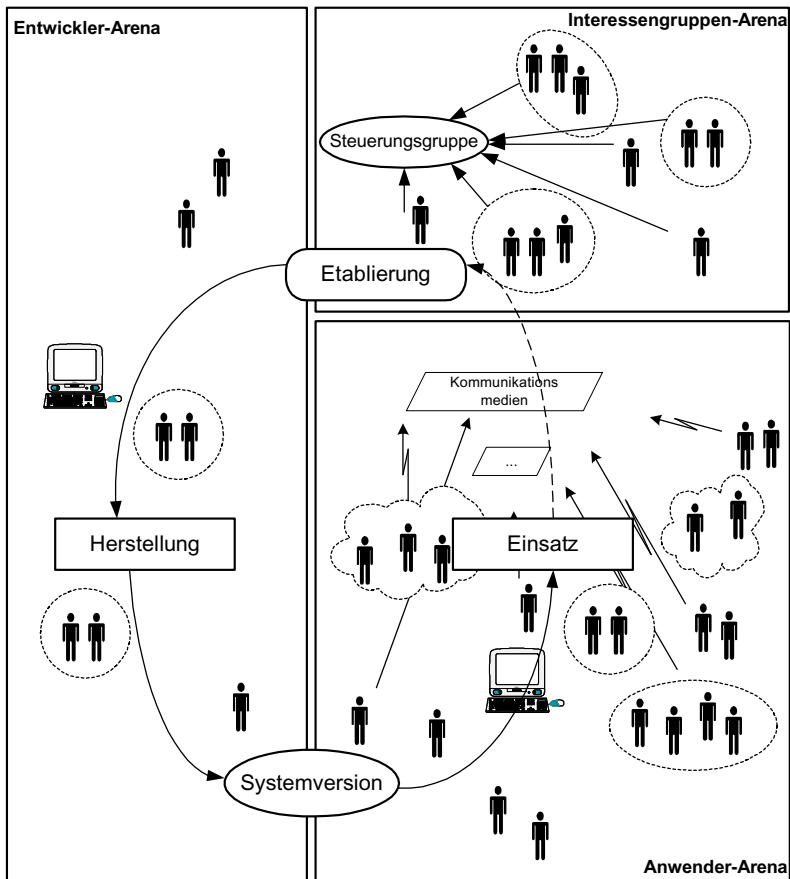 Entwickler-Arena
Interessengruppen-Arena
Steuerungsgruppe
Etablierung
Kommunikations
medien
...
Herstellung
Einsatz
Systemversion
Anwender-Arena